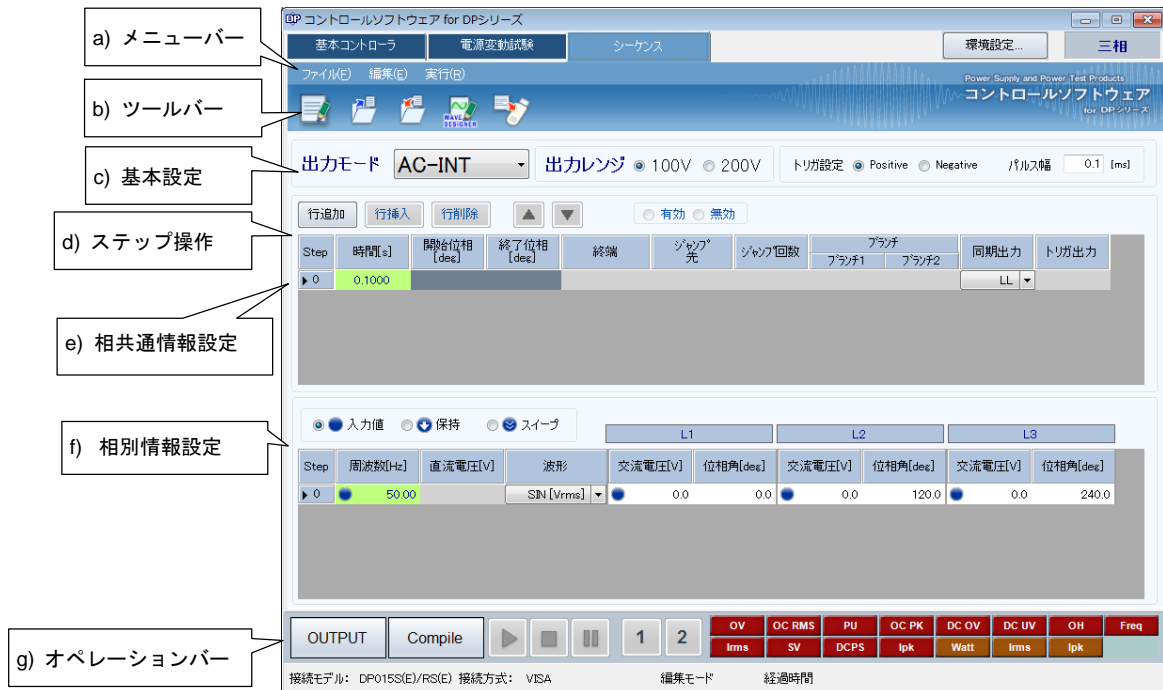 a) メニューバー
b) ツールバー
c) 基本設定
d) ステップ操作
e) 相共通情報設定
f) 相別情報設定
g) オペレーションバー
DP コントロールソフトウェア for DPシリーズ
基本コントローラ 電源変動試験 シーケンス 環境設定... 三相
ファイル(F) 編集(E) 実行(R)
Power Supply and Power Test Products
コントロールソフトウェア
for DPシリーズ
WAVE
DESIGNER
出力モード AC-INT 出力レンジ 100V 200V トリガ設定 Positive Negative パルス幅 0.1 [ms]
行追加 行挿入 行削除 有効 無効
Step 時間[s] 開始位相[deg] 終了位相[deg] 終端 ジャンプ先 ジャンプ回数 ブランチ ブランチ1 ブランチ2 同期出力 トリガ出力
0 0.1000 LL
入力値 保持 スイープ L1 L2 L3
Step 周波数[Hz] 直流電圧[V] 波形 交流電圧[V] 位相角[deg] 交流電圧[V] 位相角[deg] 交流電圧[V] 位相角[deg]
0 50.00 SIN [Vrms] 0.0 0.0 0.0 120.0 0.0 240.0
OUTPUT Compile 1 2
OV OC RMS PU OC PK DC OV DC UV OH Freq
Irms SV DCPS Ipk Watt Irms Ipk
接続モデル: DP015S(E)/RS(E) 接続方式: VISA 編集モード 経過時間